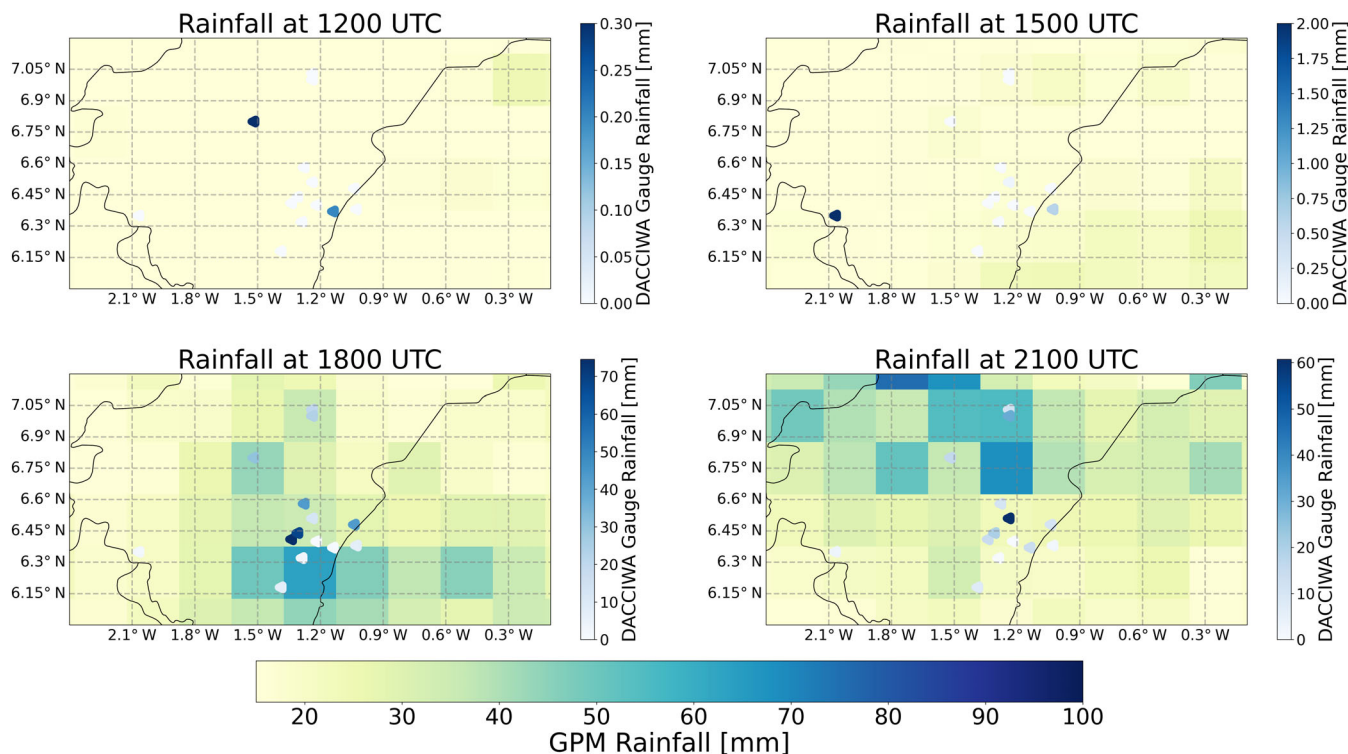 Rainfall at 1200 UTC
7.05° N
6.9° N
6.75° N
6.6° N
6.45° N
6.3° N
6.15° N
2.1° W 1.8° W 1.5° W 1.2° W 0.9° W 0.6° W 0.3° W
0.30
0.25
0.20
0.15
0.10
0.05
0.00
DACCIWA Gauge Rainfall [mm]
Rainfall at 1500 UTC
7.05° N
6.9° N
6.75° N
6.6° N
6.45° N
6.3° N
6.15° N
2.1° W 1.8° W 1.5° W 1.2° W 0.9° W 0.6° W 0.3° W
2.00
1.75
1.50
1.25
1.00
0.75
0.50
0.25
0.00
DACCIWA Gauge Rainfall [mm]
Rainfall at 1800 UTC
7.05° N
6.9° N
6.75° N
6.6° N
6.45° N
6.3° N
6.15° N
2.1° W 1.8° W 1.5° W 1.2° W 0.9° W 0.6° W 0.3° W
70
60
50
40
30
20
10
0
DACCIWA Gauge Rainfall [mm]
Rainfall at 2100 UTC
7.05° N
6.9° N
6.75° N
6.6° N
6.45° N
6.3° N
6.15° N
2.1° W 1.8° W 1.5° W 1.2° W 0.9° W 0.6° W 0.3° W
60
50
40
30
20
10
0
DACCIWA Gauge Rainfall [mm]
20 30 40 50 60 70 80 90 100
GPM Rainfall [mm]